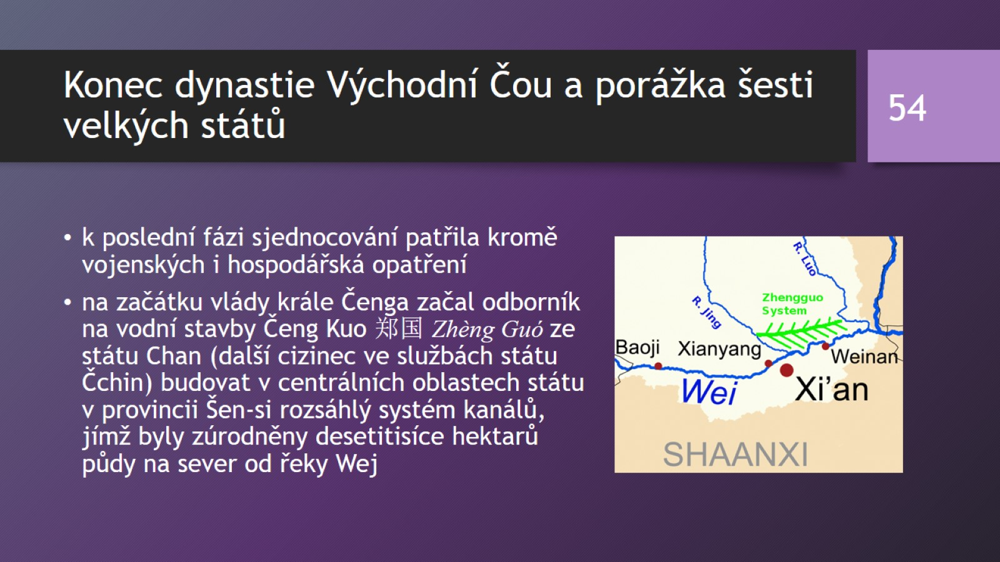 Konec dynastie Východní Čou a porážka šesti
velkých států
54
• k poslední fázi sjednocování patřila kromě
vojenských i hospodářská opatření
• na začátku vlády krále Čenga začal odborník
na vodní stavby Čeng Kuo 郑国 Zhèng Guó ze
státu Chan (další cizinec ve službách státu
Čchin) budovat v centrálních oblastech státu
v provincii Šen-si rozsáhlý systém kanálů,
jímž byly zúrodněny desetitisíce hektarů
půdy na sever od řeky Wej
R. Luo
Zhengguo
System
R. Jing
Baoji
Xianyang
Weinan
Wei
Xi’an
SHAANXI